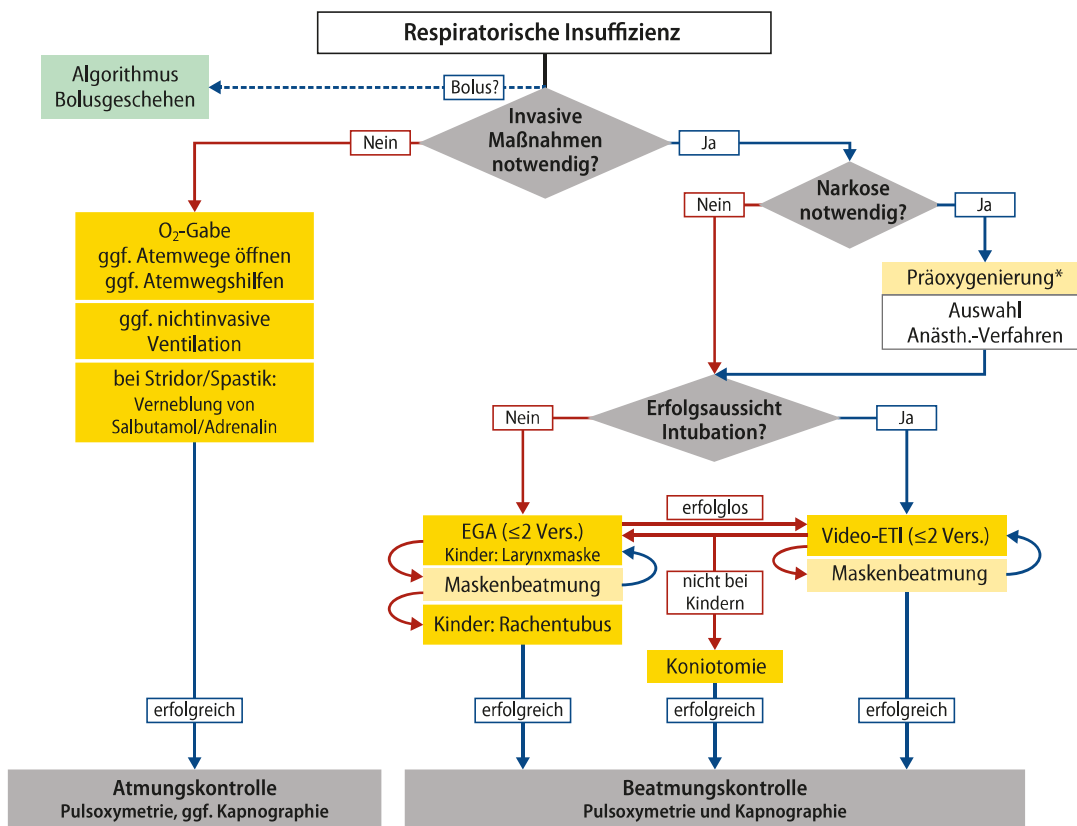 Respiratorische Insuffizienz
Algorithmus
Bolusgeschehen
Bolus?
Invasive
Maßnahmen
notwendig?
Nein
Ja
Narkose
notwendig?
Nein
Ja
O₂-Gabe
ggf. Atemwege öffnen
ggf. Atemwegshilfen
ggf. nichtinvasive
Ventilation
bei Stridor/Spastik:
Verneblung von
Salbutamol/Adrenalin
Präoxygenierung*
Auswahl
Anästh.-Verfahren
Erfolgsaussicht
Intubation?
Nein
Ja
EGA (≤2 Vers.)
Kinder: Larynxmaske
Maskenbeatmung
Kinder: Rachentubus
erfolglos
nicht bei
Kindern
Koniotomie
Video-ETI (≤2 Vers.)
Maskenbeatmung
erfolgreich
erfolgreich
erfolgreich
erfolgreich
Atmungskontrolle
Pulsoxymetrie, ggf. Kapnographie
Beatmungskontrolle
Pulsoxymetrie und Kapnographie